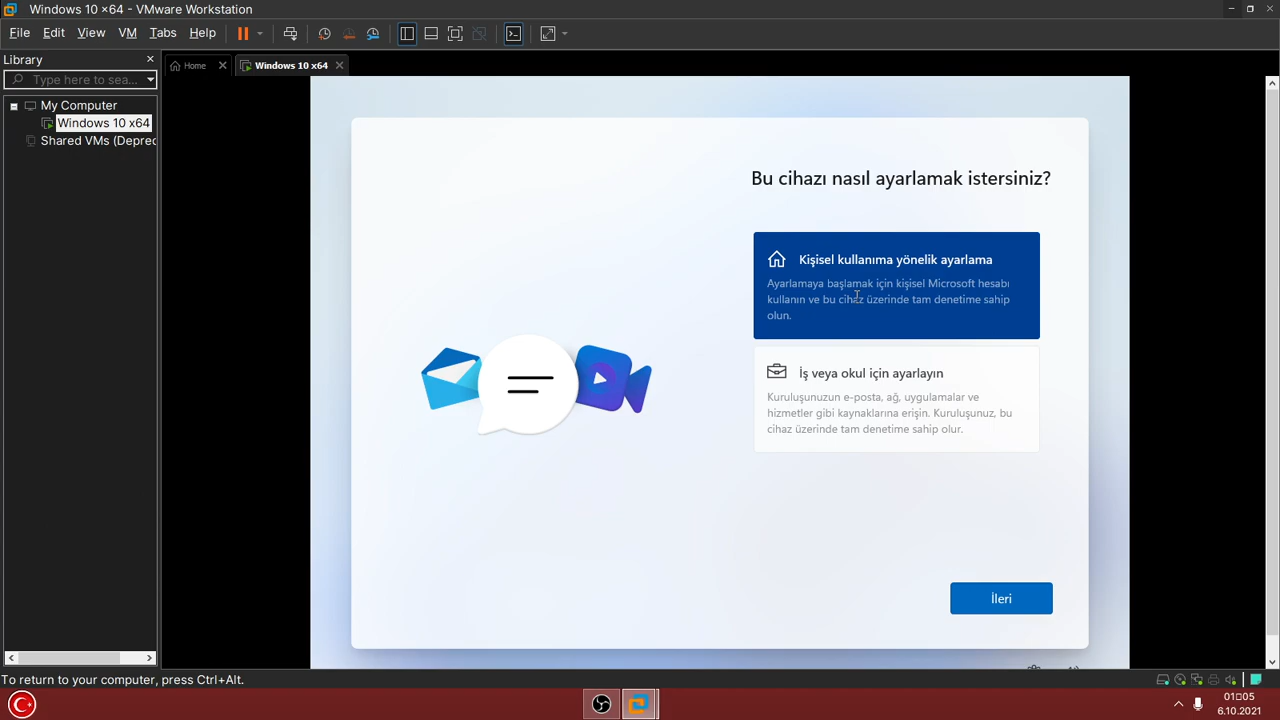 Windows 10 x64 - VMware Workstation
File Edit View VM Tabs Help
Library
Type here to sea...
Home
Windows 10 x64
My Computer
Windows 10 x64
Shared VMs (Deprec
Bu cihazı nasıl ayarlamak istersiniz?
Kişisel kullanıma yönelik ayarlama
Ayarlamaya başlamak için kişisel Microsoft hesabı
kullanın ve bu cihaz üzerinde tam denetime sahip
olun.
İş veya okul için ayarlayın
Kuruluşunuzun e-posta, ağ, uygulamalar ve
hizmetler gibi kaynaklarına erişin. Kuruluşunuz, bu
cihaz üzerinde tam denetime sahip olur.
İleri
To return to your computer, press Ctrl+Alt.
01□05
6.10.2021